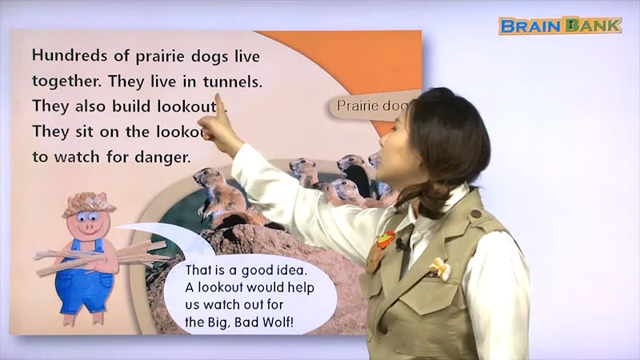 BRAIN BANK
Hundreds of prairie dogs live
together. They live in tunnels.
They also build lookout
They sit on the looko
to watch for danger.
Prairie dog
That is a good idea.
A lookout would help
us watch out for
the Big, Bad Wolf!